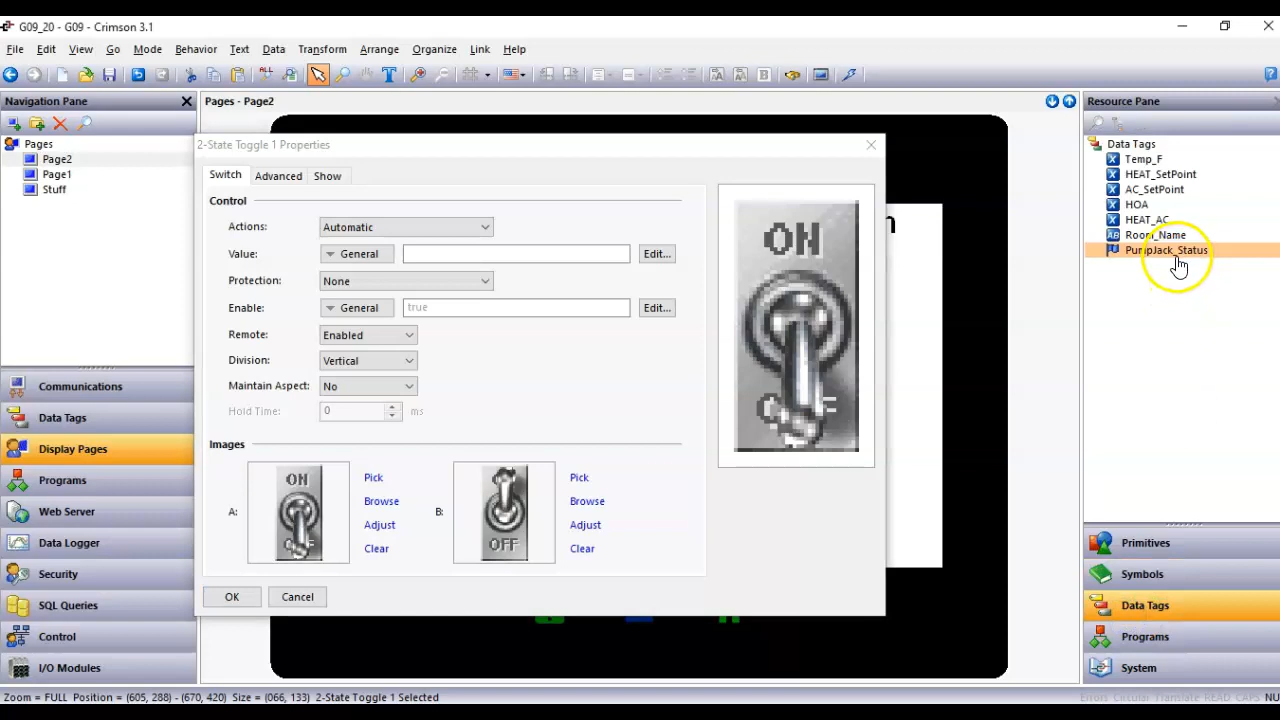 G09_20 - G09 - Crimson 3.1
File Edit View Go Mode Behavior Text Data Transform Arrange Organize Link Help
Navigation Pane
Pages - Page2
Resource Pane
Pages
Page2
Page1
Stuff
Communications
Data Tags
Display Pages
Programs
Web Server
Data Logger
Security
SQL Queries
Control
I/O Modules
2-State Toggle 1 Properties
Switch Advanced Show
Control
Actions: Automatic
Value: General Edit...
Protection: None
Enable: General true Edit...
Remote: Enabled
Division: Vertical
Maintain Aspect: No
Hold Time: 0 ms
Images
A: ON Pick Browse Adjust Clear
B: OFF Pick Browse Adjust Clear
OK Cancel
ON
Data Tags
Temp_F
HEAT_SetPoint
AC_SetPoint
HOA
HEAT_AC
Room_Name
PumpJack_Status
Primitives
Symbols
Data Tags
Programs
System
Zoom = FULL Position = (605, 288) - (670, 420) Size = (066, 133) 2-State Toggle 1 Selected
Errors Circular Translate READ CAPS NU